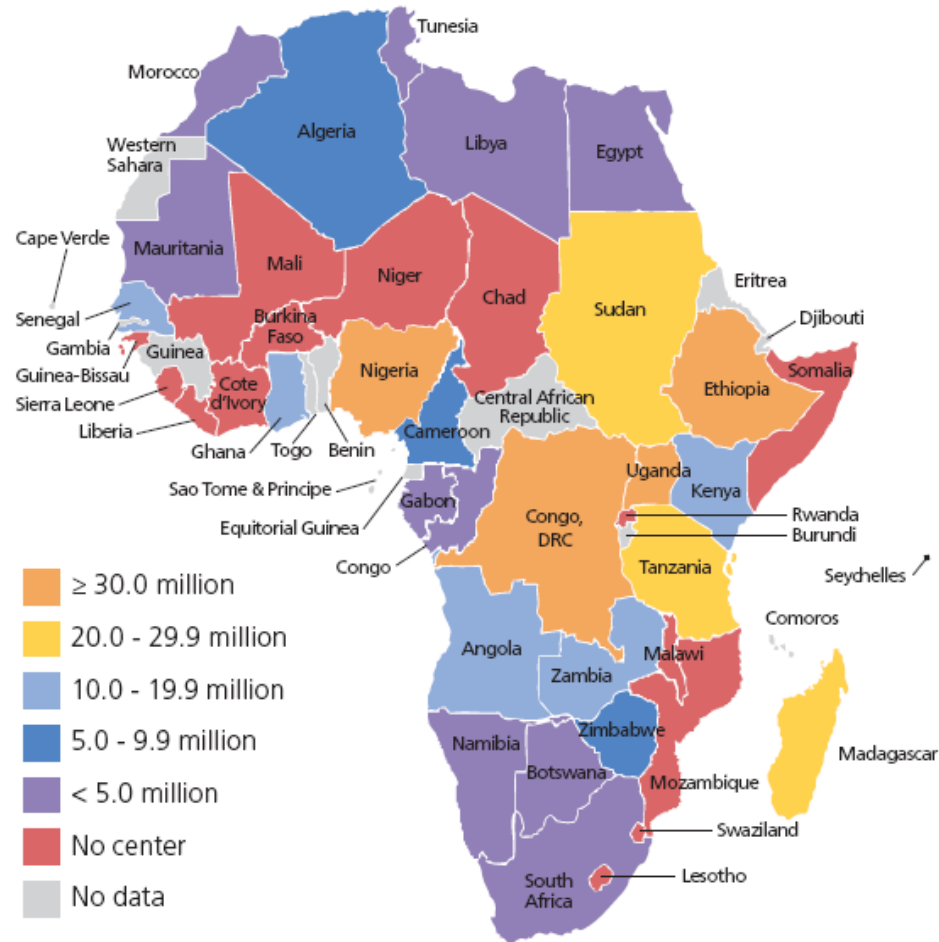 Tunesia
Morocco
Algeria
Libya
Egypt
Western
Sahara
Cape Verde
Mauritania
Mali
Niger
Chad
Sudan
Eritrea
Djibouti
Senegal
Gambia
Guinea
Guinea-Bissau
Sierra Leone
Liberia
Burkina
Faso
Cote
d'Ivory
Ghana
Togo
Benin
Nigeria
Cameroon
Central African
Republic
Ethiopia
Somalia
Sao Tome & Principe
Equitorial Guinea
Gabon
Congo
Congo,
DRC
Uganda
Kenya
Rwanda
Burundi
Tanzania
Seychelles
Comoros
Angola
Zambia
Malawi
Zimbabwe
Mozambique
Madagascar
Namibia
Botswana
Swaziland
Lesotho
South
Africa
≥ 30.0 million
20.0 - 29.9 million
10.0 - 19.9 million
5.0 - 9.9 million
< 5.0 million
No center
No data